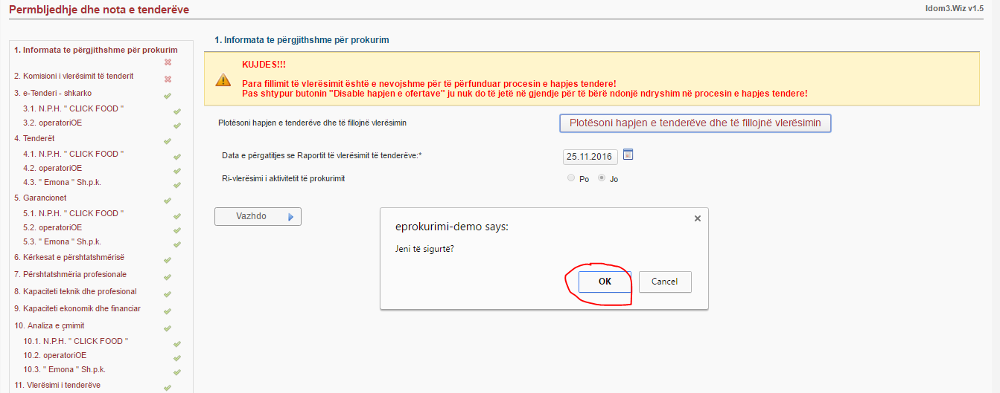 Permbljedhje dhe nota e tenderëve
Idom3.Wiz v1.5
1. Informata te përgjithshme për prokurim
2. Komisioni i vlerësimit të tenderit
3. e-Tenderi - shkarko
3.1. N.P.H. " CLICK FOOD "
3.2. operatoriOE
4. Tenderët
4.1. N.P.H. " CLICK FOOD "
4.2. operatoriOE
4.3. " Emona " Sh.p.k.
5. Garancionet
5.1. N.P.H. " CLICK FOOD "
5.2. operatoriOE
5.3. " Emona " Sh.p.k.
6. Kërkesat e përshtatshmërisë
7. Përshtatshmëria profesionale
8. Kapaciteti teknik dhe profesional
9. Kapaciteti ekonomik dhe financiar
10. Analiza e çmimit
10.1. N.P.H. " CLICK FOOD "
10.2. operatoriOE
10.3. " Emona " Sh.p.k.
11. Vlerësimi i tenderëve
1. Informata te përgjithshme për prokurim
KUJDES!!!
Para fillimit të vlerësimit është e nevojshme për të përfunduar procesin e hapjes tendere!
Pas shtypur butonin "Disable hapjen e ofertave" ju nuk do të jetë në gjendje për të bërë ndonjë ndryshim në procesin e hapjes tendere!
Plotësoni hapjen e tenderëve dhe të fillojnë vlerësimin
Plotësoni hapjen e tenderëve dhe të fillojnë vlerësimin
Data e përgatitjes se Raportit të vlerësimit të tenderëve:*
25.11.2016
Ri-vlerësimi i aktivitetit të prokurimit
Po Jo
Vazhdo
eprokurimi-demo says:
Jeni të sigurtë?
OK
Cancel